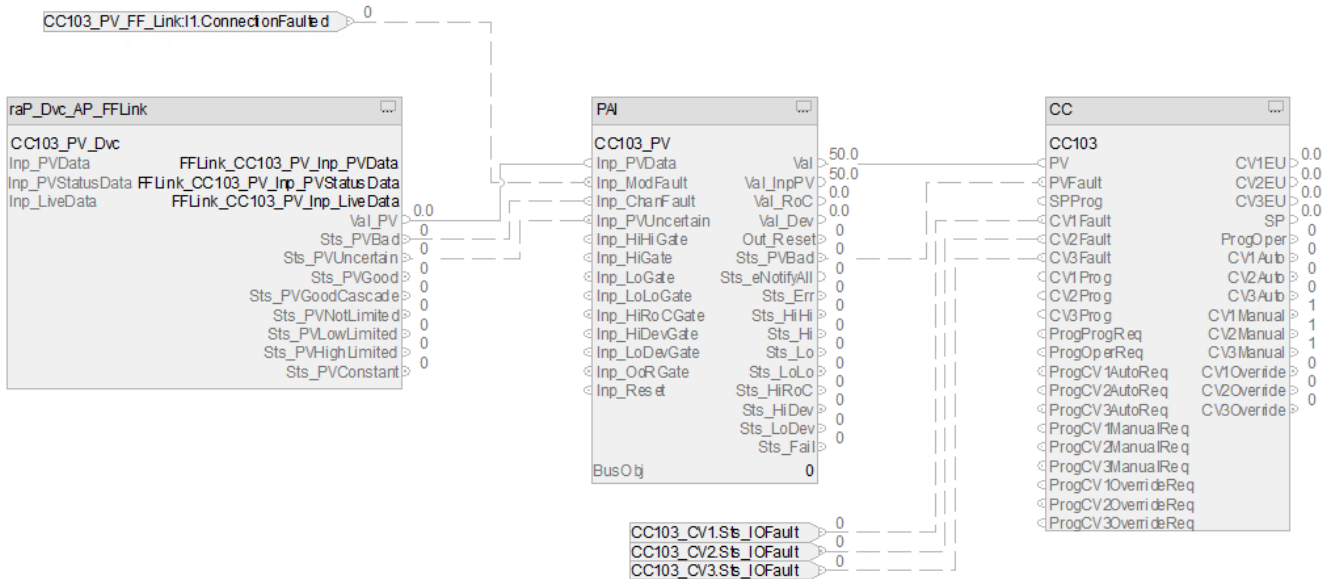 CC103_PV_FF_Link:I1.ConnectionFaulted 0
raP_Dvc_AP_FFLink
CC103_PV_Dvc
Inp_PVData FFLink_CC103_PV_Inp_PVData
Inp_PVStatusData FFLink_CC103_PV_Inp_PVStatusData
Inp_LiveData FFLink_CC103_PV_Inp_LiveData
Val_PV 0.0
Sts_PVBad 0
Sts_PVUncertain 0
Sts_PVGood 0
Sts_PVGoodCascade 0
Sts_PVNotLimited 0
Sts_PVLowLimited 0
Sts_PVHighLimited 0
Sts_PVConstant 0
PAI
CC103_PV
Inp_PVData Val 50.0
Inp_ModFault Val_InpPV 50.0
Inp_ChanFault Val_RoC 0.0
Inp_PVUncertain Val_Dev 0.0
Inp_HiHiGate Out_Reset 0
Inp_HiGate Sts_PVBad 0
Inp_LoGate Sts_eNotifyAll 0
Inp_LoLoGate Sts_Err 0
Inp_HiRoCGate Sts_HiHi 0
Inp_HiDevGate Sts_Hi 0
Inp_LoDevGate Sts_Lo 0
Inp_OoRGate Sts_LoLo 0
Inp_Reset Sts_HiRoC 0
Sts_HiDev 0
Sts_LoDev 0
Sts_Fail 0
BusObj 0
CC
CC103
PV CV1EU 0.0
PVFault CV2EU 0.0
SPProg CV3EU 0.0
CV1Fault SP 0.0
CV2Fault ProgOper 0
CV3Fault CV1Auto 0
CV1Prog CV2Auto 0
CV2Prog CV3Auto 0
CV3Prog CV1Manual 1
ProgProgReq CV2Manual 1
ProgOperReq CV3Manual 1
ProgCV1AutoReq CV1Override 0
ProgCV2AutoReq CV2Override 0
ProgCV3AutoReq CV3Override 0
ProgCV1ManualReq
ProgCV2ManualReq
ProgCV3ManualReq
ProgCV1OverrideReq
ProgCV2OverrideReq
ProgCV3OverrideReq
CC103_CV1.Sts_IOFault 0
CC103_CV2.Sts_IOFault 0
CC103_CV3.Sts_IOFault 0